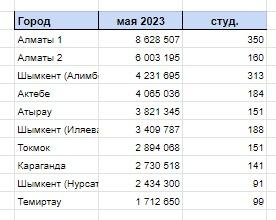 Город мая 2023 студ.
Алматы 1 8 628 507 350
Алматы 2 6 003 195 160
Шымкент (Алимб 4 231 695 313
Актебе 4 065 036 184
Атырау 3 821 345 151
Шымкент (Иляева 3 409 787 188
Токмок 2 894 068 151
Караганда 2 730 518 141
Шымкент (Нурсат 2 434 300 91
Темиртау 1 712 650 99